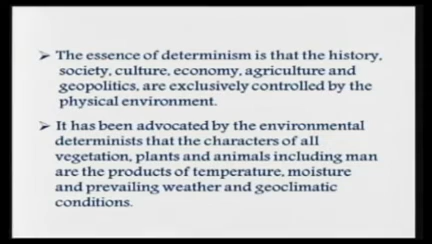 ➢ The essence of determinism is that the history,
society, culture, economy, agriculture and
geopolitics, are exclusively controlled by the
physical environment.
➢ It has been advocated by the environmental
determinists that the characters of all
vegetation, plants and animals including man
are the products of temperature, moisture
and prevailing weather and geoclimatic
conditions.